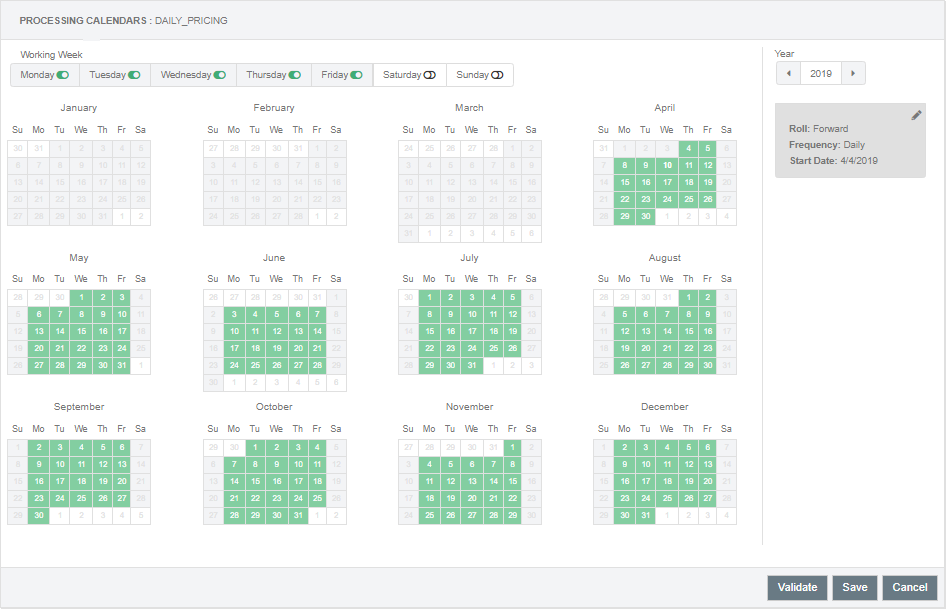 PROCESSING CALENDARS : DAILY_PRICING
Working Week
Monday Tuesday Wednesday Thursday Friday Saturday Sunday
January
Su Mo Tu We Th Fr Sa
30 31 1 2 3 4 5
6 7 8 9 10 11 12
13 14 15 16 17 18 19
20 21 22 23 24 25 26
27 28 29 30 31 1 2
February
Su Mo Tu We Th Fr Sa
27 28 29 30 31 1 2
3 4 5 6 7 8 9
10 11 12 13 14 15 16
17 18 19 20 21 22 23
24 25 26 27 28 1 2
March
Su Mo Tu We Th Fr Sa
24 25 26 27 28 1 2
3 4 5 6 7 8 9
10 11 12 13 14 15 16
17 18 19 20 21 22 23
24 25 26 27 28 29 30
31 1 2 3 4 5 6
April
Su Mo Tu We Th Fr Sa
31 1 2 3 4 5 6
7 8 9 10 11 12 13
14 15 16 17 18 19 20
21 22 23 24 25 26 27
28 29 30 1 2 3 4
May
Su Mo Tu We Th Fr Sa
28 29 30 1 2 3 4
5 6 7 8 9 10 11
12 13 14 15 16 17 18
19 20 21 22 23 24 25
26 27 28 29 30 31 1
June
Su Mo Tu We Th Fr Sa
26 27 28 29 30 31 1
2 3 4 5 6 7 8
9 10 11 12 13 14 15
16 17 18 19 20 21 22
23 24 25 26 27 28 29
30 1 2 3 4 5 6
July
Su Mo Tu We Th Fr Sa
30 1 2 3 4 5 6
7 8 9 10 11 12 13
14 15 16 17 18 19 20
21 22 23 24 25 26 27
28 29 30 31 1 2 3
August
Su Mo Tu We Th Fr Sa
28 29 30 31 1 2 3
4 5 6 7 8 9 10
11 12 13 14 15 16 17
18 19 20 21 22 23 24
25 26 27 28 29 30 31
September
Su Mo Tu We Th Fr Sa
1 2 3 4 5 6 7
8 9 10 11 12 13 14
15 16 17 18 19 20 21
22 23 24 25 26 27 28
29 30 1 2 3 4 5
October
Su Mo Tu We Th Fr Sa
29 30 1 2 3 4 5
6 7 8 9 10 11 12
13 14 15 16 17 18 19
20 21 22 23 24 25 26
27 28 29 30 31 1 2
November
Su Mo Tu We Th Fr Sa
27 28 29 30 31 1 2
3 4 5 6 7 8 9
10 11 12 13 14 15 16
17 18 19 20 21 22 23
24 25 26 27 28 29 30
December
Su Mo Tu We Th Fr Sa
1 2 3 4 5 6 7
8 9 10 11 12 13 14
15 16 17 18 19 20 21
22 23 24 25 26 27 28
29 30 31 1 2 3 4
Year
2019
Roll: Forward
Frequency: Daily
Start Date: 4/4/2019
Validate Save Cancel